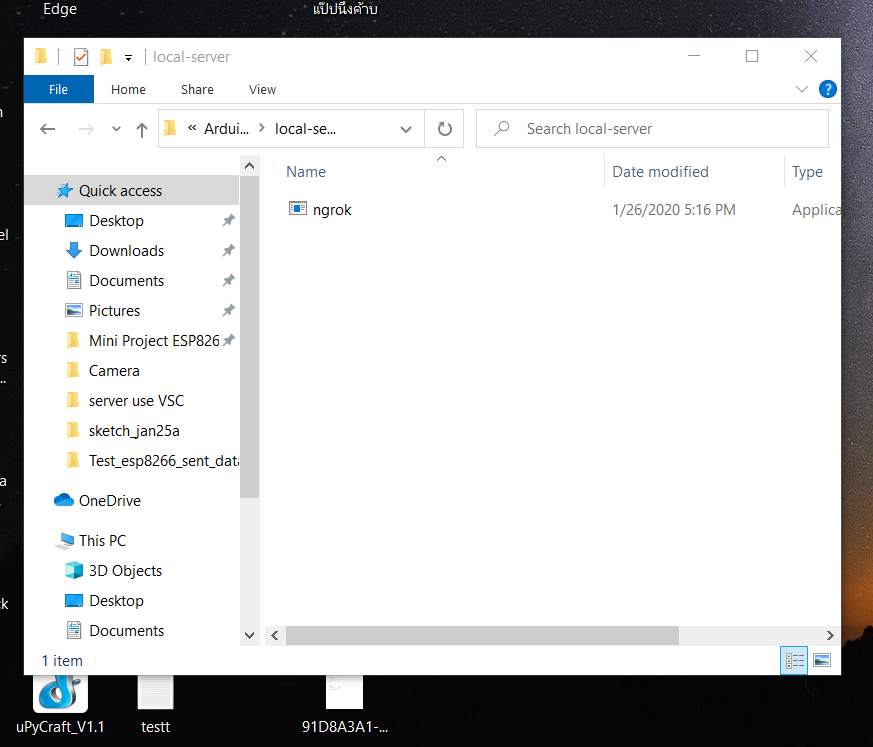 Edge
แป๊ปนึ่งค้าบ
local-server
File Home Share View
« Ardui... > local-se...
Search local-server
Name Date modified Type
ngrok 1/26/2020 5:16 PM Applica
Quick access
Desktop
Downloads
Documents
Pictures
Mini Project ESP826
Camera
server use VSC
sketch_jan25a
Test_esp8266_sent_data
OneDrive
This PC
3D Objects
Desktop
Documents
1 item
uPyCraft_V1.1
testt
91D8A3A1-...